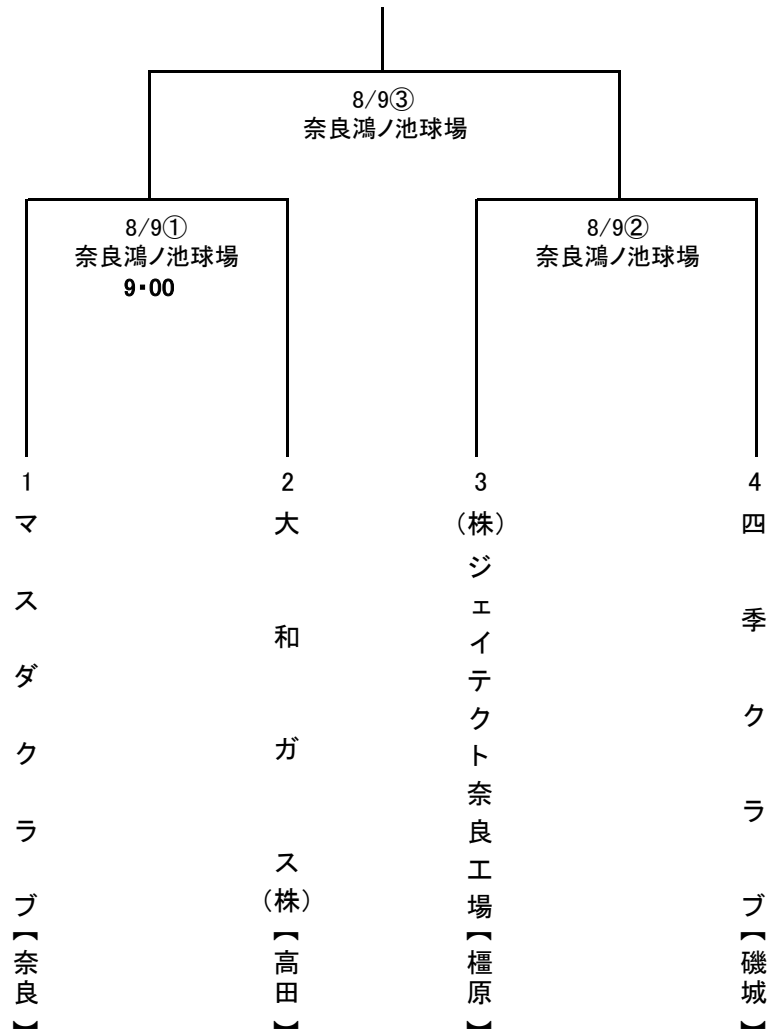 8/9③
奈良鴻ノ池球場
8/9①
奈良鴻ノ池球場
9・00
8/9②
奈良鴻ノ池球場
1
マスダクラブ【奈良】
2
大和ガス(株)【高田】
3
(株)ジェイテクト奈良工場【橿原】
4
四季クラブ【磯城】